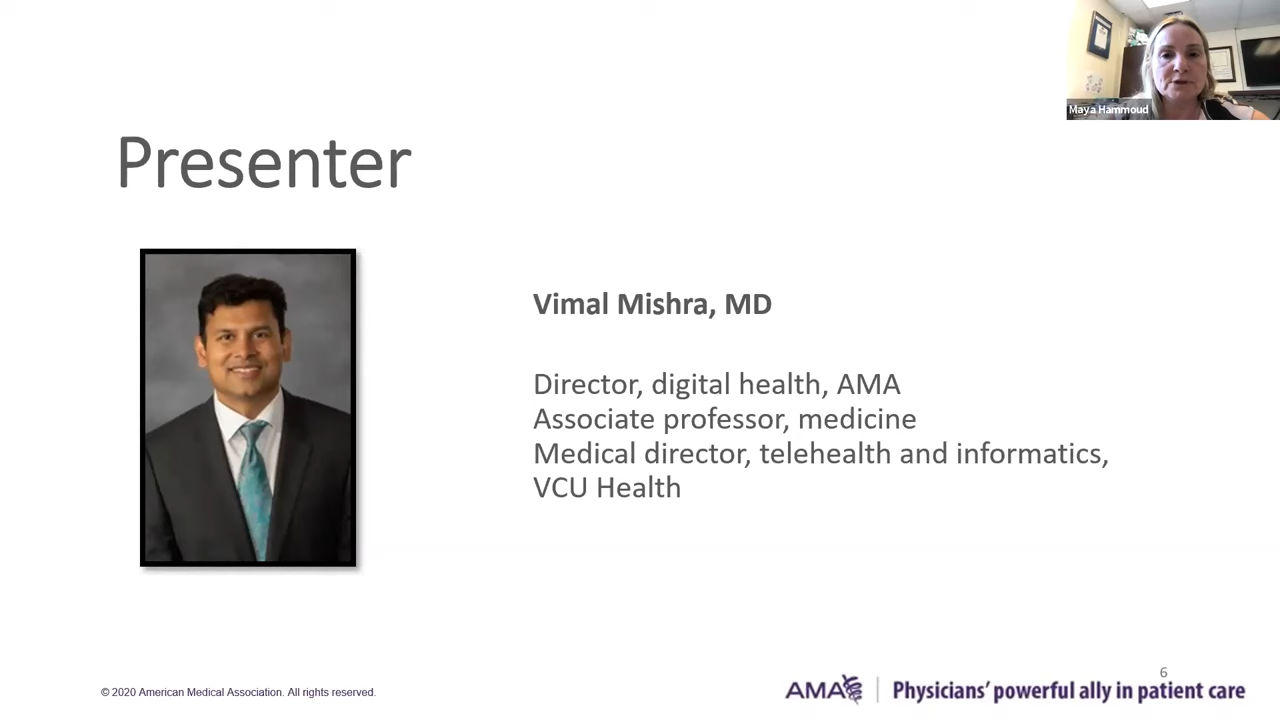 Maya Hammoud
Presenter
Vimal Mishra, MD
Director, digital health, AMA
Associate professor, medicine
Medical director, telehealth and informatics,
VCU Health
© 2020 American Medical Association. All rights reserved.
AMA
Physicians’ powerful ally in patient care
6